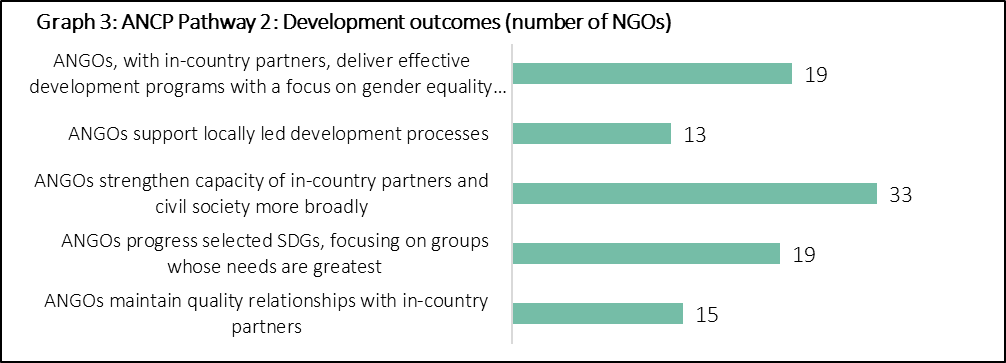 Graph 3: ANCP Pathway 2: Development outcomes (number of NGOs)
ANGOs, with in-country partners, deliver effective
development programs with a focus on gender equality...
19
ANGOs support locally led development processes
13
ANGOs strengthen capacity of in-country partners and
civil society more broadly
33
ANGOs progress selected SDGs, focusing on groups
whose needs are greatest
19
ANGOs maintain quality relationships with in-country
partners
15